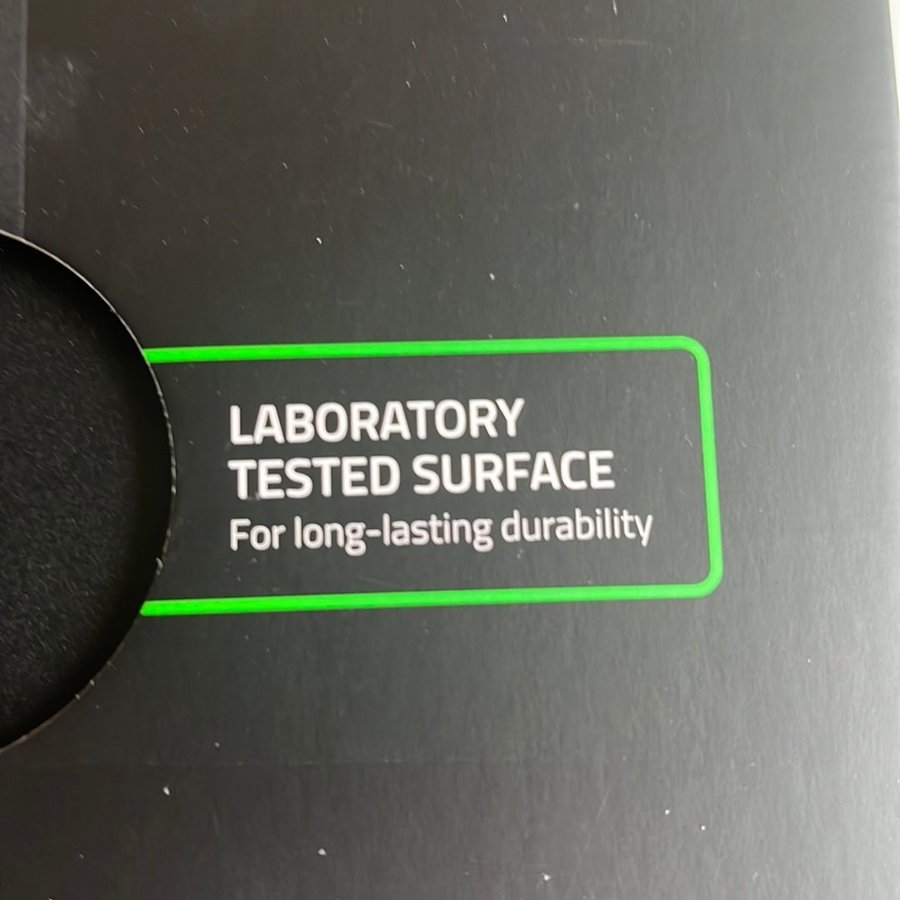 LABORATORY
TESTED SURFACE
For long-lasting durability